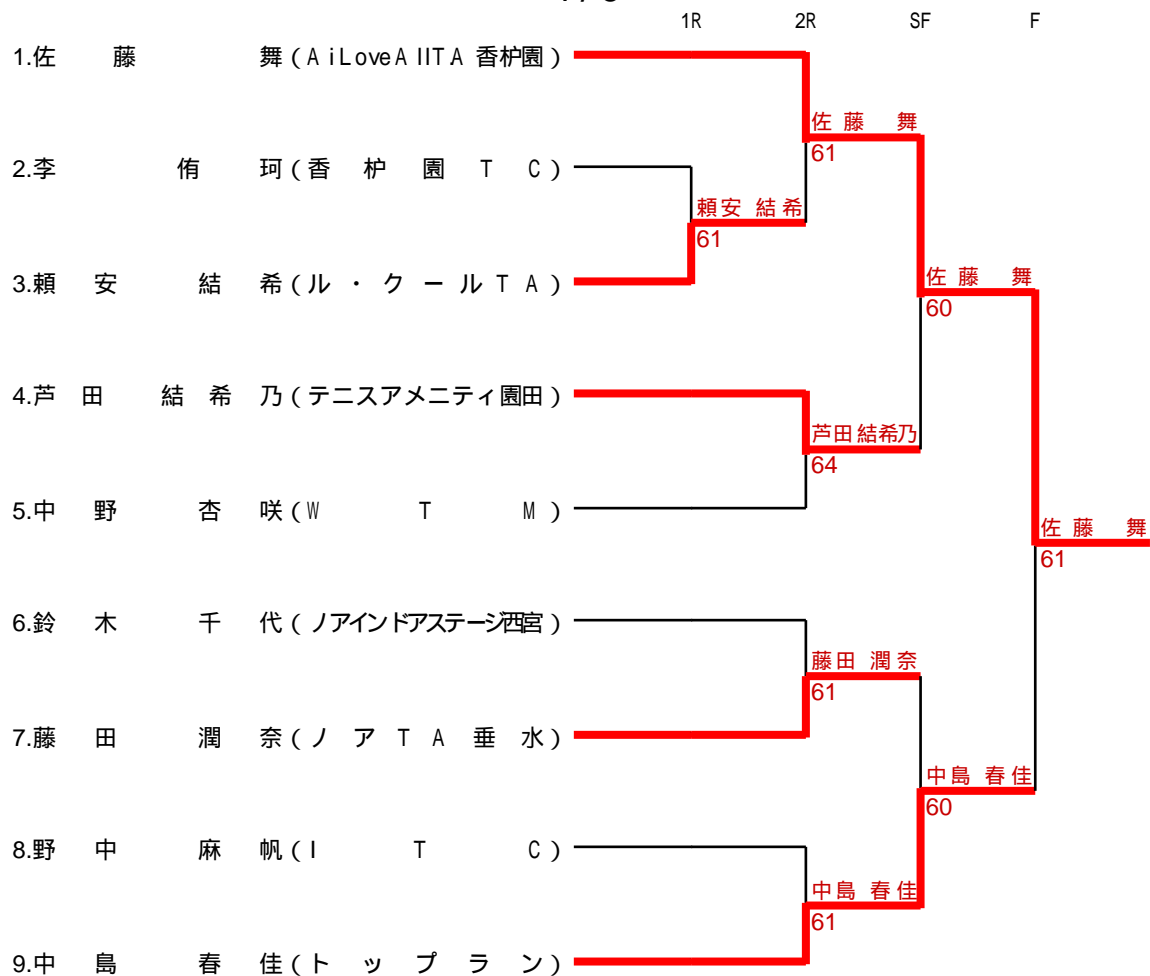 1R 2R SF F
1.佐 藤 舞(AiLoveAIITA 香枦園)
佐藤 舞
61
2.李 侑 珂(香 枦 園 T C)
頼安 結希
61
3.頼 安 結 希(ル ・ ク ー ル T A)
佐藤 舞
60
4.芦 田 結 希 乃(テニスアメニティ園田)
芦田 結希乃
64
5.中 野 杏 咲(W T M)
佐藤 舞
61
6.鈴 木 千 代(ノアインドアステージ西宮)
藤田 潤奈
61
7.藤 田 潤 奈(ノ ア T A 垂 水)
中島 春佳
60
8.野 中 麻 帆(I T C)
中島 春佳
61
9.中 島 春 佳(ト ッ プ ラ ン)